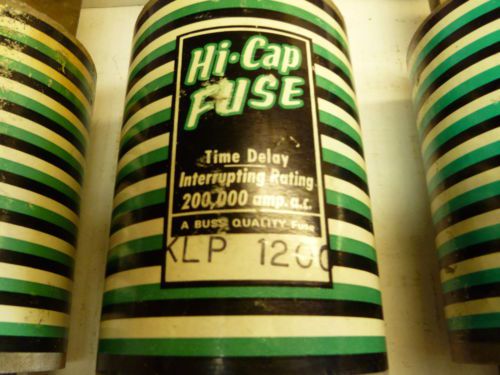 Hi-Cap
FUSE
Time Delay
Interrupting Rating
200,000 amp. a.c.
A BUSS QUALITY Fuse
KLP 1200